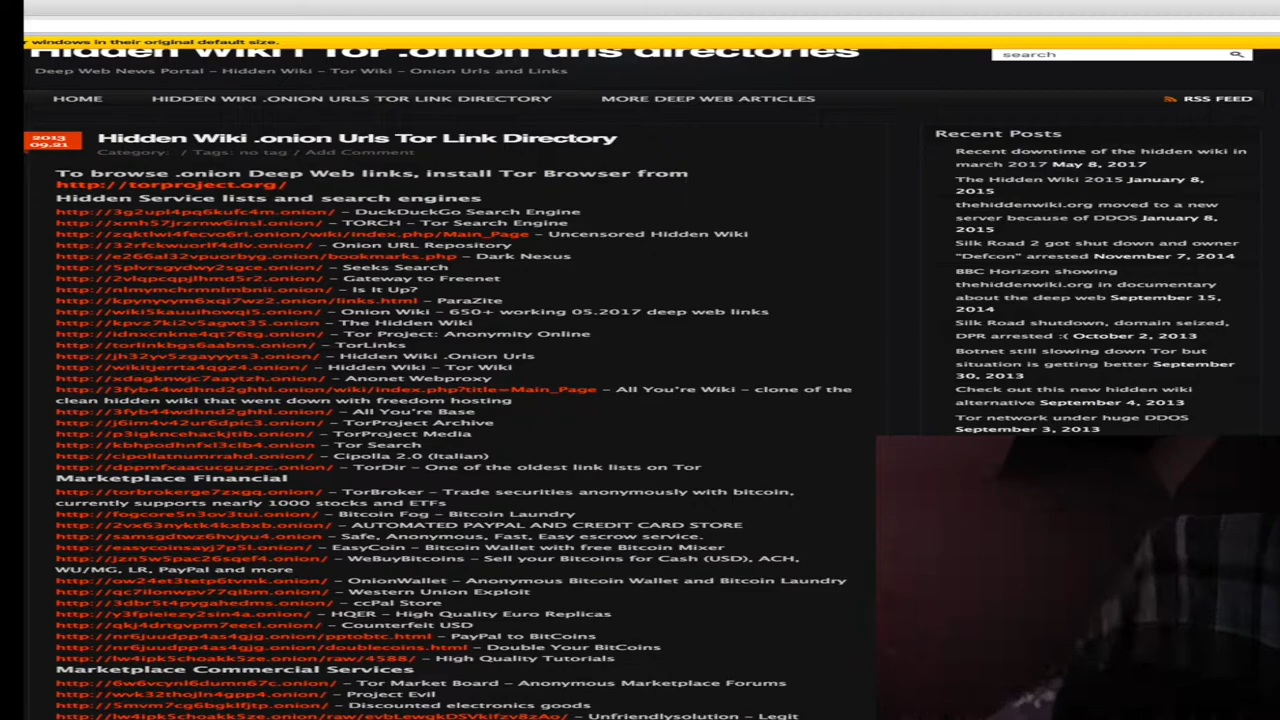 r windows in their original default size.
Hidden Wiki | Tor .onion urls directories
search
Deep Web News Portal – Hidden Wiki – Tor Wiki – Onion Urls and Links
HOME HIDDEN WIKI .ONION URLS TOR LINK DIRECTORY MORE DEEP WEB ARTICLES RSS FEED
2013
09.21
Hidden Wiki .onion Urls Tor Link Directory
Category: / Tags: no tag / Add Comment
To browse .onion Deep Web links, install Tor Browser from
http://torproject.org/
Hidden Service lists and search engines
http://3g2upl4pq6kufc4m.onion/ – DuckDuckGo Search Engine
http://xmh57jrzrnw6insl.onion/ – TORCH – Tor Search Engine
http://zqktlwi4fecvo6ri.onion/wiki/index.php/Main_Page – Uncensored Hidden Wiki
http://32rfckwuorlf4dlv.onion/ – Onion URL Repository
http://e266al32vpuorbyg.onion/bookmarks.php – Dark Nexus
http://5plvrsgydwy2sgce.onion/ – Seeks Search
http://2vlqpcqpjlhmd5r2.onion/ – Gateway to Freenet
http://nlmymchrmnlmbnii.onion/ – Is It Up?
http://kpynyvym6xqi7wz2.onion/links.html – ParaZite
http://wiki5kauuihowqi5.onion/ – Onion Wiki – 650+ working 05.2017 deep web links
http://kpvz7ki2v5agwt35.onion – The Hidden Wiki
http://idnxcnkne4qt76tg.onion/ – Tor Project: Anonymity Online
http://torlinkbgs6aabns.onion/ – TorLinks
http://jh32yv5zgayyyts3.onion/ – Hidden Wiki .Onion Urls
http://wikitjerrta4qgz4.onion/ – Hidden Wiki – Tor Wiki
http://xdagknwjc7aaytzh.onion/ – Anonet Webproxy
http://3fyb44wdhnd2ghhl.onion/wiki/index.php?title=Main_Page – All You're Wiki – clone of the
clean hidden wiki that went down with freedom hosting
http://3fyb44wdhnd2ghhl.onion/ – All You're Base
http://j6im4v42ur6dpic3.onion/ – TorProject Archive
http://p3igkncehackjtib.onion/ – TorProject Media
http://kbhpodhnfxl3clb4.onion – Tor Search
http://cipollatnumrrahd.onion/ – Cipolla 2.0 (Italian)
http://dppmfxaacucguzpc.onion/ – TorDir – One of the oldest link lists on Tor
Marketplace Financial
http://torbrokerge7zxgq.onion/ – TorBroker – Trade securities anonymously with bitcoin,
currently supports nearly 1000 stocks and ETFs
http://fogcore5n3ov3tui.onion/ – Bitcoin Fog – Bitcoin Laundry
http://2vx63nyktk4kxbxb.onion/ – AUTOMATED PAYPAL AND CREDIT CARD STORE
http://samsgdtwz6hvjyu4.onion – Safe, Anonymous, Fast, Easy escrow service.
http://easycoinsayj7p5l.onion/ – EasyCoin – Bitcoin Wallet with free Bitcoin Mixer
http://jzn5w5pac26sqef4.onion/ – WeBuyBitcoins – Sell your Bitcoins for Cash (USD), ACH,
WU/MG, LR, PayPal and more
http://ow24et3tetp6tvmk.onion/ – OnionWallet – Anonymous Bitcoin Wallet and Bitcoin Laundry
http://qc7ilonwpv77qibm.onion/ – Western Union Exploit
http://3dbr5t4pygahedms.onion/ – ccPal Store
http://y3fpieiezy2sin4a.onion/ – HQER – High Quality Euro Replicas
http://qkj4drtgvpm7eecl.onion/ – Counterfeit USD
http://nr6juudpp4as4gjg.onion/pptobtc.html – PayPal to BitCoins
http://nr6juudpp4as4gjg.onion/doublecoins.html – Double Your BitCoins
http://lw4ipk5choakk5ze.onion/raw/4588/ – High Quality Tutorials
Marketplace Commercial Services
http://6w6vcynl6dumn67c.onion/ – Tor Market Board – Anonymous Marketplace Forums
http://wvk32thojln4gpp4.onion/ – Project Evil
http://5mvm7cg6bgklfjtp.onion/ – Discounted electronics goods
http://lw4ipk5choakk5ze.onion/raw/evbLewgkDSVkifzv8zAo/ – Unfriendlysolution – Legit
Recent Posts
Recent downtime of the hidden wiki in
march 2017 May 8, 2017
The Hidden Wiki 2015 January 8,
2015
thehiddenwiki.org moved to a new
server because of DDOS January 8,
2015
Silk Road 2 got shut down and owner
"Defcon" arrested November 7, 2014
BBC Horizon showing
thehiddenwiki.org in documentary
about the deep web September 15,
2014
Silk Road shutdown, domain seized,
DPR arrested :( October 2, 2013
Botnet still slowing down Tor but
situation is getting better September
30, 2013
Check out this new hidden wiki
alternative September 4, 2013
Tor network under huge DDOS
September 3, 2013